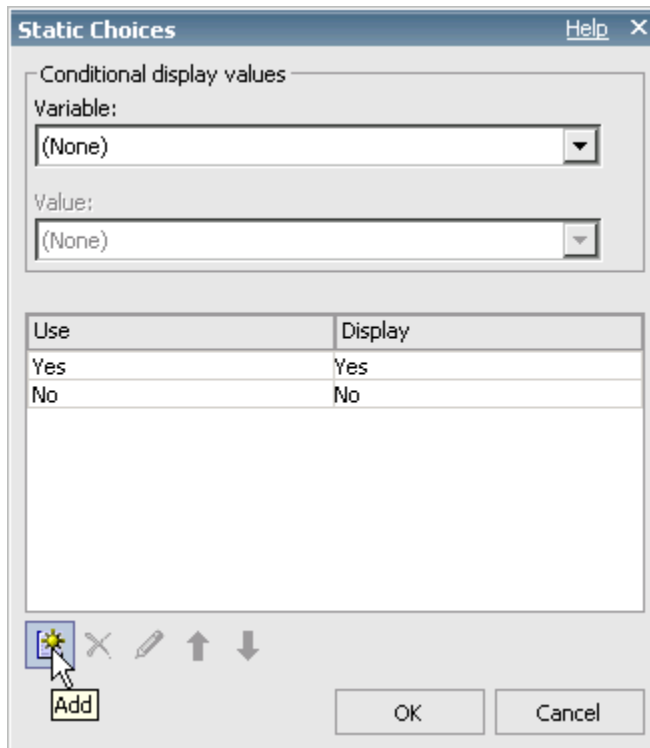 Static Choices Help
Conditional display values
Variable:
(None)
Value:
(None)
Use Display
Yes Yes
No No
Add
OK Cancel